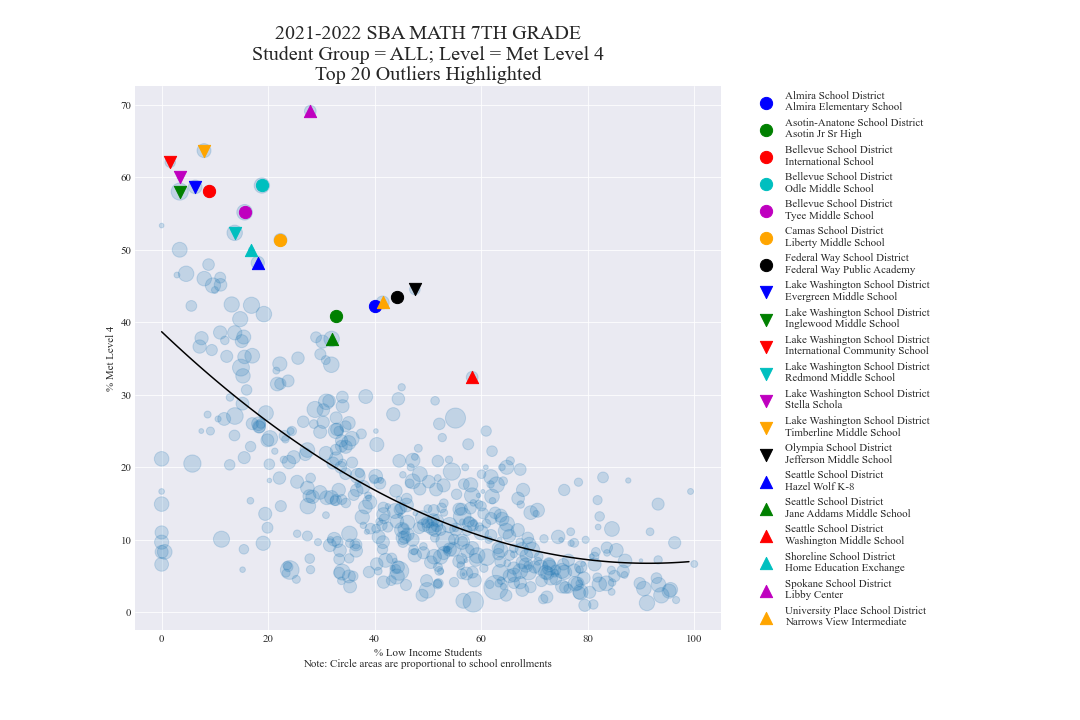 2021-2022 SBA MATH 7TH GRADE
Student Group = ALL; Level = Met Level 4
Top 20 Outliers Highlighted
% Met Level 4
70
60
50
40
30
20
10
0
0
20
40
60
80
100
% Low Income Students
Note: Circle areas are proportional to school enrollments
Almira School District
Almira Elementary School
Asotin-Anatone School District
Asotin Jr Sr High
Bellevue School District
International School
Bellevue School District
Odle Middle School
Bellevue School District
Tyee Middle School
Camas School District
Liberty Middle School
Federal Way School District
Federal Way Public Academy
Lake Washington School District
Evergreen Middle School
Lake Washington School District
Inglewood Middle School
Lake Washington School District
International Community School
Lake Washington School District
Redmond Middle School
Lake Washington School District
Stella Schola
Lake Washington School District
Timberline Middle School
Olympia School District
Jefferson Middle School
Seattle School District
Hazel Wolf K-8
Seattle School District
Jane Addams Middle School
Seattle School District
Washington Middle School
Shoreline School District
Home Education Exchange
Spokane School District
Libby Center
University Place School District
Narrows View Intermediate